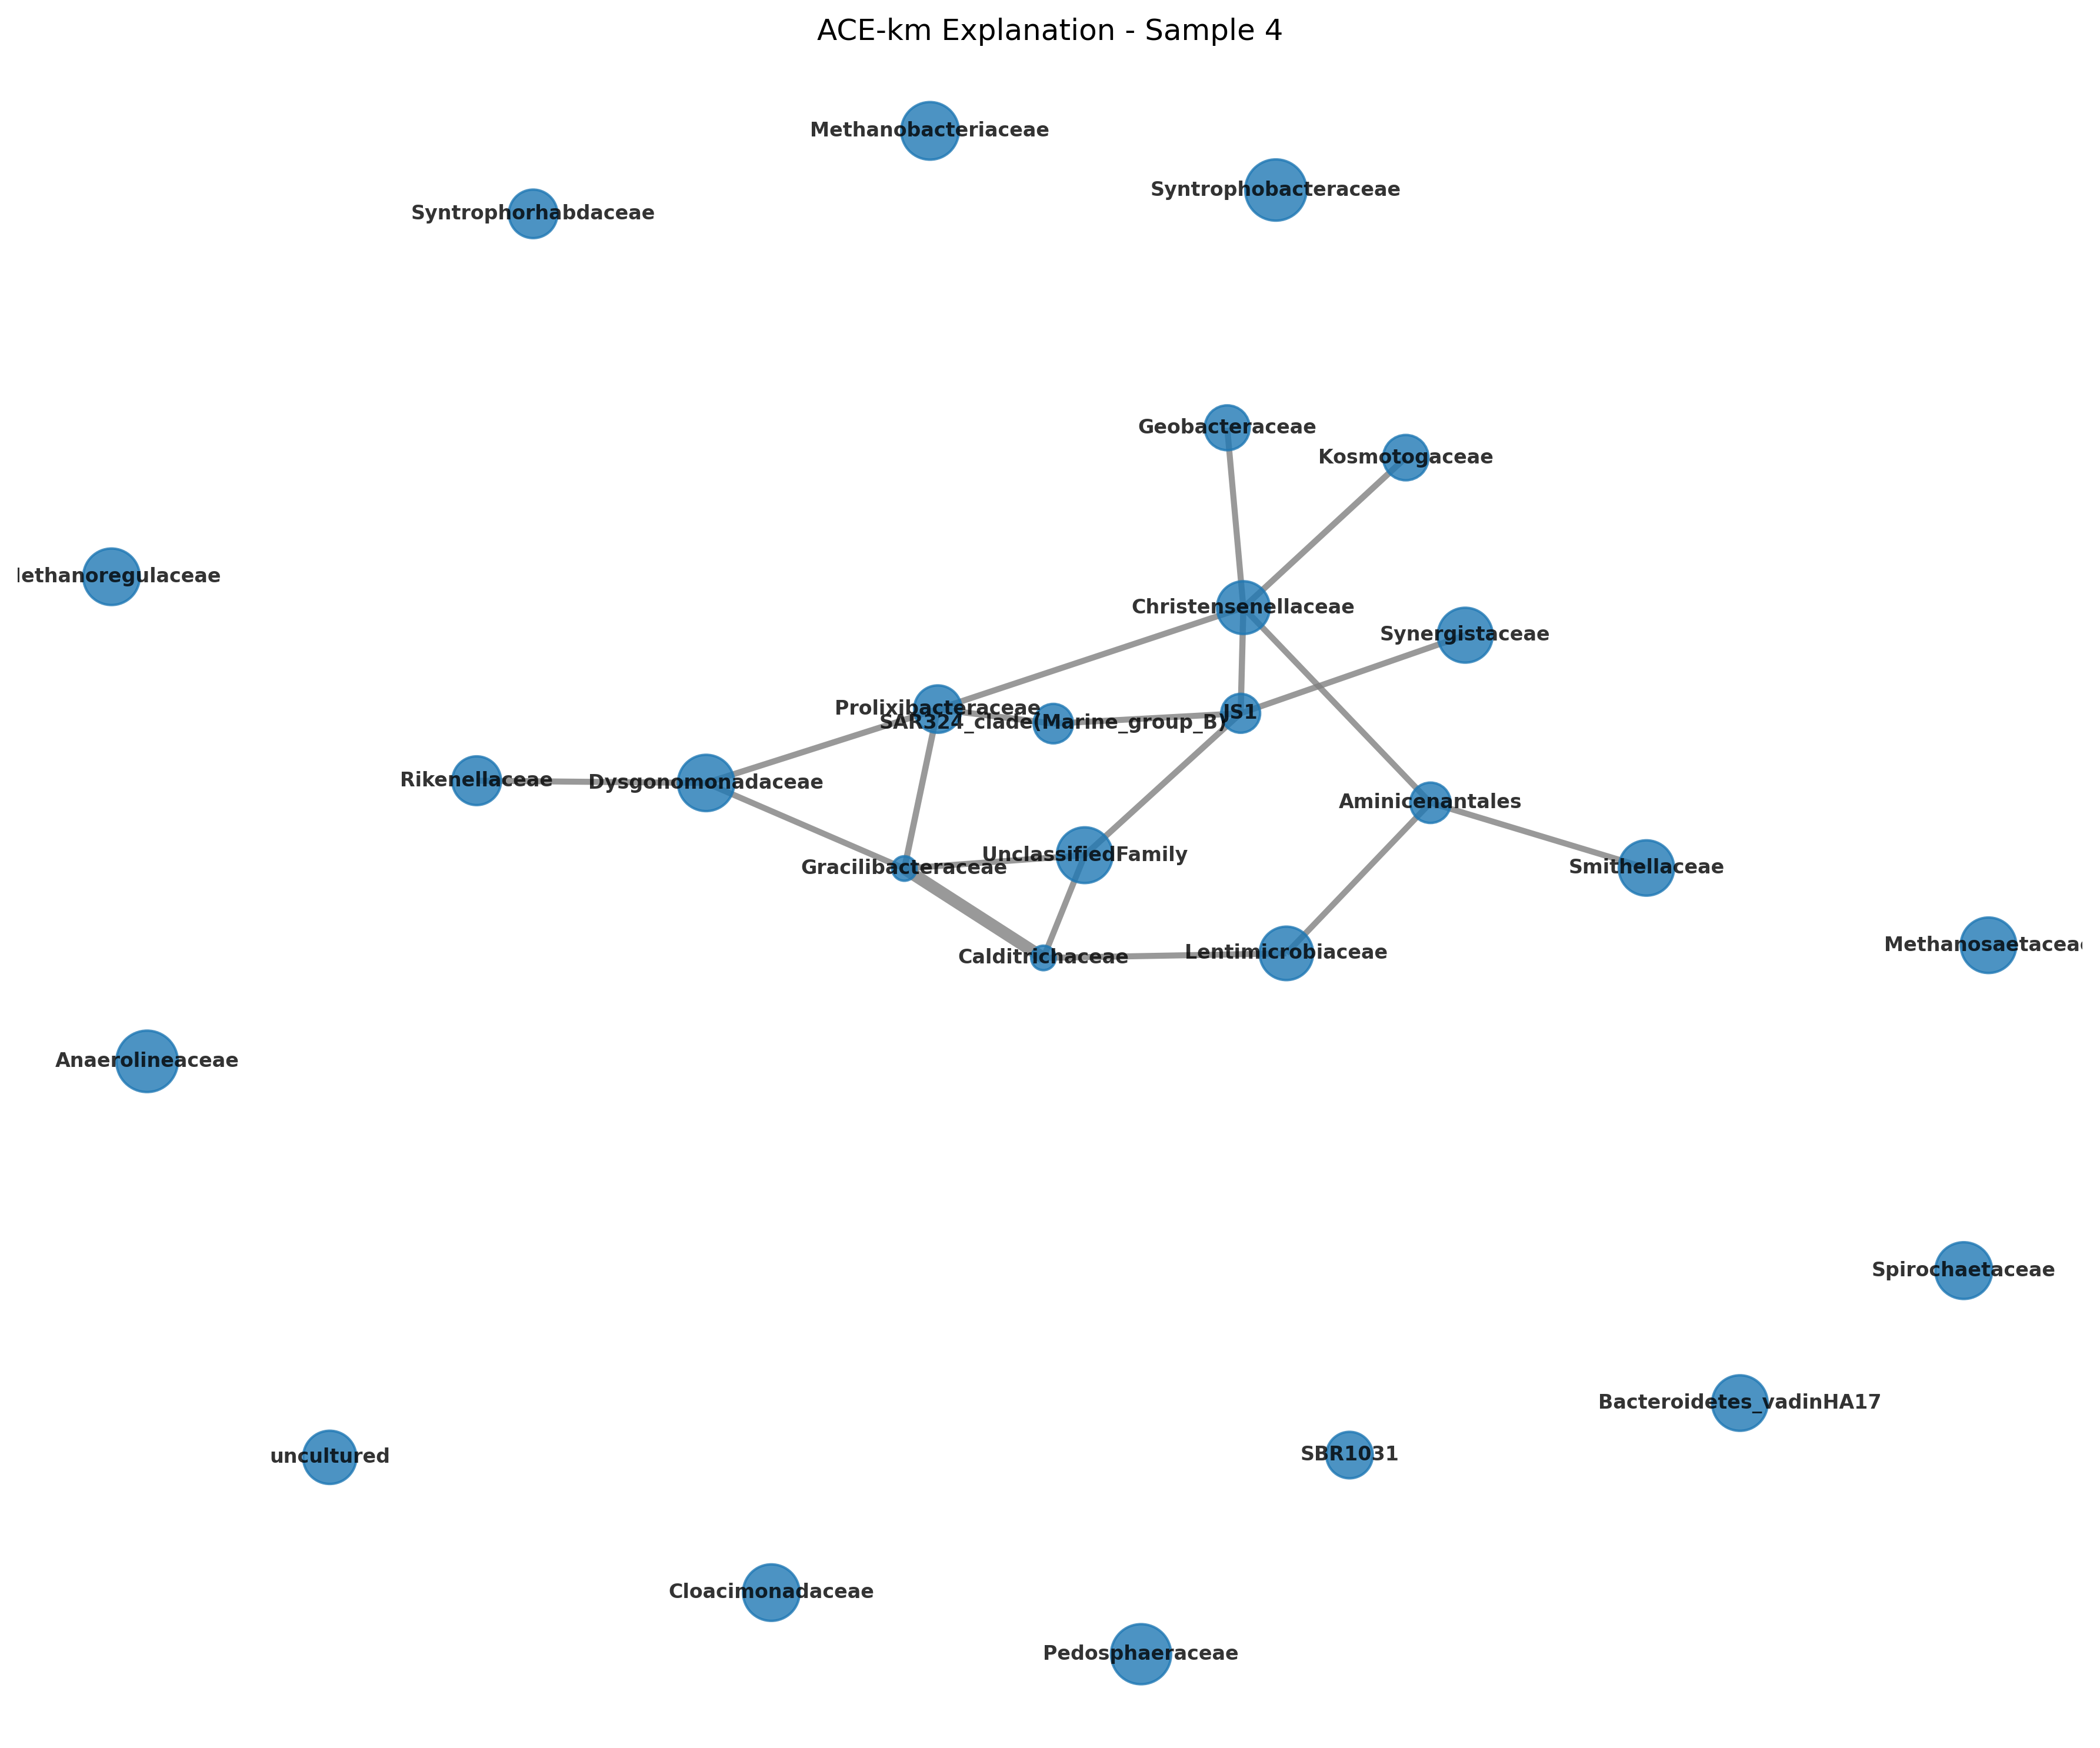 ACE-km Explanation - Sample 4
Methanobacteriaceae
Syntrophobacteraceae
Syntrophorhabdaceae
Geobacteraceae
Kosmotogaceae
lethanoregulaceae
Christensenellaceae
Synergistaceae
Prolixibacteraceae
SAR324_clade(Marine_group_B)
JS1
Rikenellaceae
Dysgonomonadaceae
Aminicenantales
UnclassifiedFamily
Gracilibacteraceae
Smithellaceae
Methanosaetaceae
Lentimicrobiaceae
Calditrichaceae
Anaerolineaceae
Spirochaetaceae
Bacteroidetes_vadinHA17
SBR1031
uncultured
Cloacimonadaceae
Pedosphaeraceae